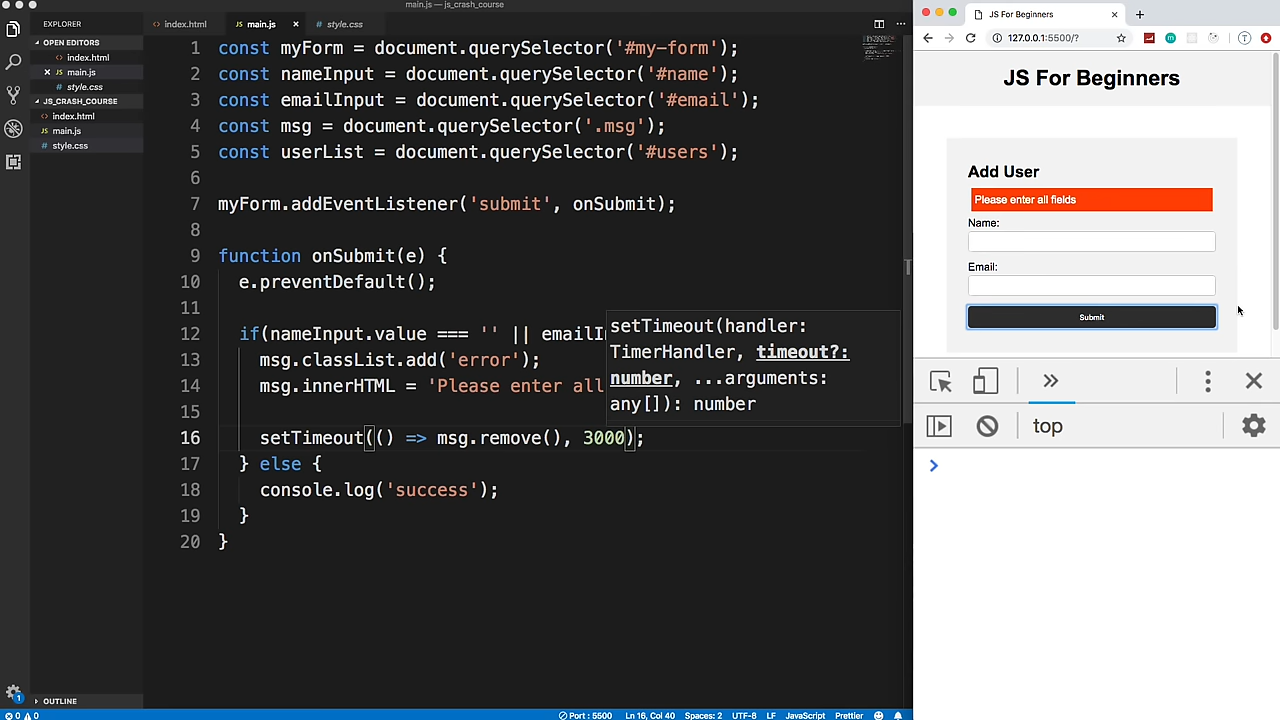 main.js — js_crash_course
EXPLORER
OPEN EDITORS
index.html
main.js
style.css
JS_CRASH_COURSE
index.html
main.js
style.css
OUTLINE
index.html
main.js
style.css
1 const myForm = document.querySelector('#my-form');
2 const nameInput = document.querySelector('#name');
3 const emailInput = document.querySelector('#email');
4 const msg = document.querySelector('.msg');
5 const userList = document.querySelector('#users');
6
7 myForm.addEventListener('submit', onSubmit);
8
9 function onSubmit(e) {
10 e.preventDefault();
11
12 if(nameInput.value === '' || emailIn
13 msg.classList.add('error');
14 msg.innerHTML = 'Please enter all
15
16 setTimeout(() => msg.remove(), 3000);
17 } else {
18 console.log('success');
19 }
20 }
setTimeout(handler:
TimerHandler, timeout?:
number, ...arguments:
any[]): number
1
0 0
Port : 5500 Ln 16, Col 40 Spaces: 2 UTF-8 LF JavaScript Prettier
JS For Beginners
127.0.0.1:5500/?
JS For Beginners
Add User
Please enter all fields
Name:
Email:
Submit
top